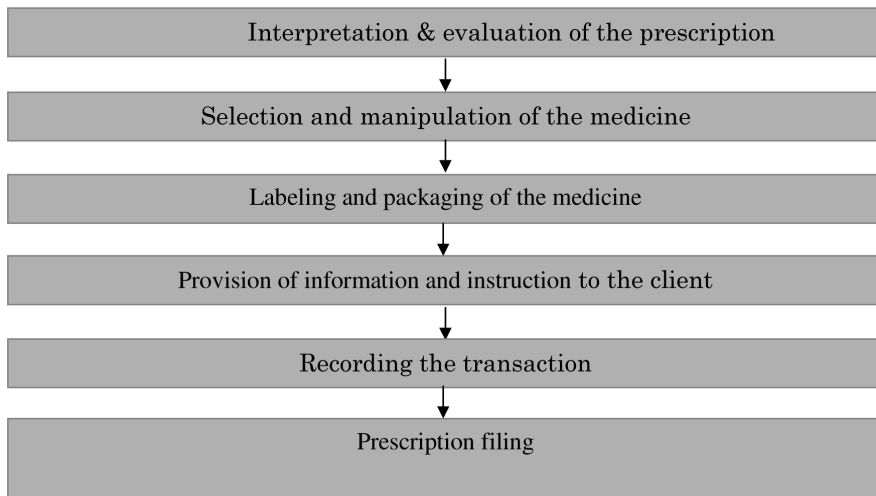 Interpretation & evaluation of the prescription
Selection and manipulation of the medicine
Labeling and packaging of the medicine
Provision of information and instruction to the client
Recording the transaction
Prescription filing